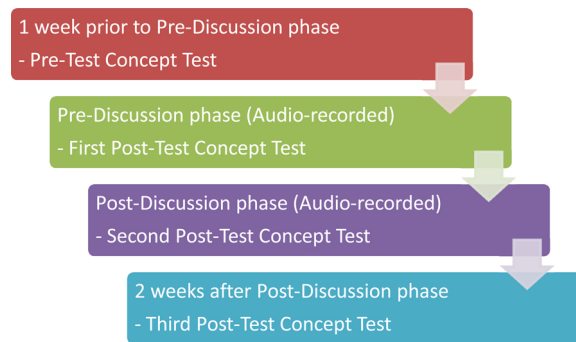 1 week prior to Pre-Discussion phase
- Pre-Test Concept Test
Pre-Discussion phase (Audio-recorded)
- First Post-Test Concept Test
Post-Discussion phase (Audio-recorded)
- Second Post-Test Concept Test
2 weeks after Post-Discussion phase
- Third Post-Test Concept Test